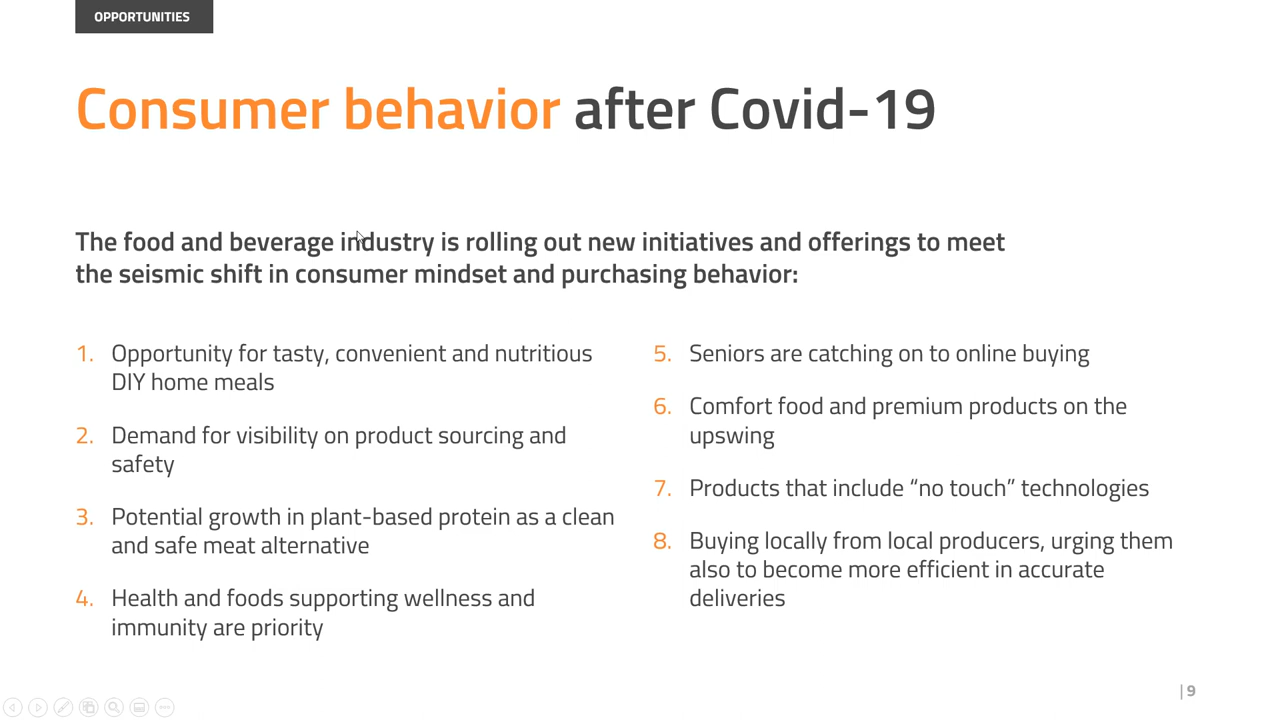 OPPORTUNITIES
Consumer behavior after Covid-19
The food and beverage industry is rolling out new initiatives and offerings to meet
the seismic shift in consumer mindset and purchasing behavior:
1. Opportunity for tasty, convenient and nutritious
DIY home meals
2. Demand for visibility on product sourcing and
safety
3. Potential growth in plant-based protein as a clean
and safe meat alternative
4. Health and foods supporting wellness and
immunity are priority
5. Seniors are catching on to online buying
6. Comfort food and premium products on the
upswing
7. Products that include “no touch” technologies
8. Buying locally from local producers, urging them
also to become more efficient in accurate
deliveries
| 9